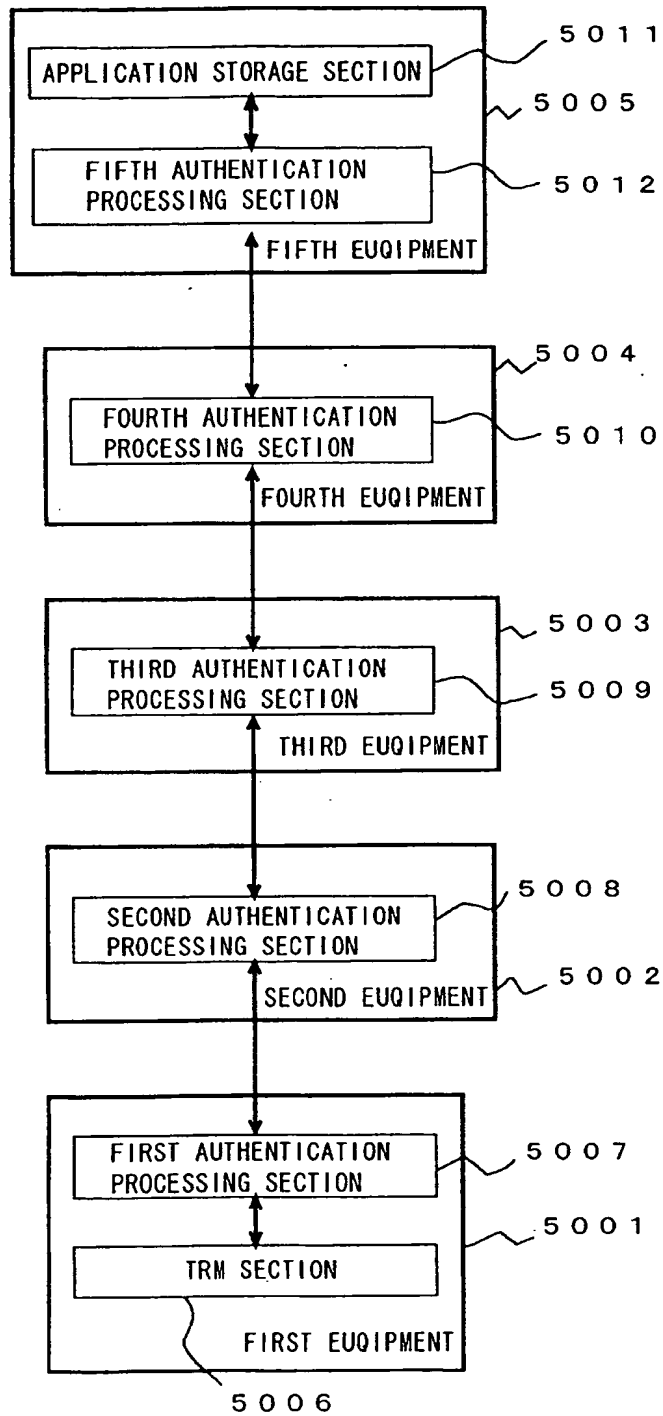 5011
APPLICATION STORAGE SECTION
5005
FIFTH AUTHENTICATION
PROCESSING SECTION
5012
FIFTH EUQIPMENT
5004
FOURTH AUTHENTICATION
PROCESSING SECTION
5010
FOURTH EUQIPMENT
5003
THIRD AUTHENTICATION
PROCESSING SECTION
5009
THIRD EUQIPMENT
5008
SECOND AUTHENTICATION
PROCESSING SECTION
5002
SECOND EUQIPMENT
FIRST AUTHENTICATION
PROCESSING SECTION
5007
5001
TRM SECTION
FIRST EUQIPMENT
5006